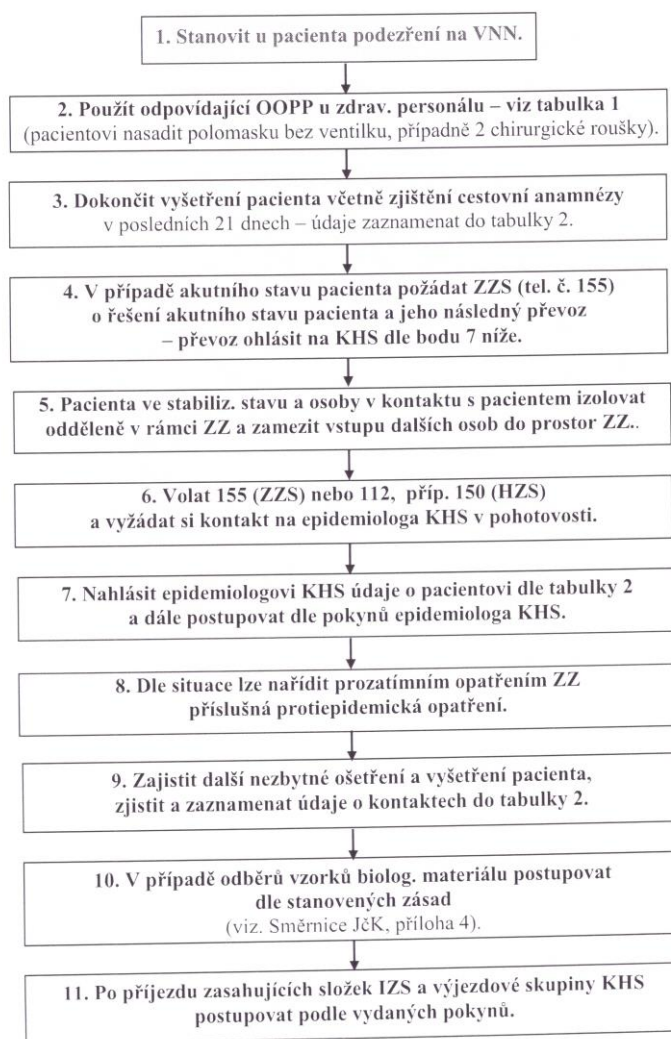 1. Stanovit u pacienta podezření na VNN.
2. Použít odpovídající OOPP u zdrav. personálu – viz tabulka 1
(pacientovi nasadit polomasku bez ventilku, případně 2 chirurgické roušky).
3. Dokončit vyšetření pacienta včetně zjištění cestovní anamnézy
v posledních 21 dnech – údaje zaznamenat do tabulky 2.
4. V případě akutního stavu pacienta požádat ZZS (tel. č. 155)
o řešení akutního stavu pacienta a jeho následný převoz
– převoz ohlásit na KHS dle bodu 7 níže.
5. Pacienta ve stabiliz. stavu a osoby v kontaktu s pacientem izolovat
odděleně v rámci ZZ a zamezit vstupu dalších osob do prostor ZZ..
6. Volat 155 (ZZS) nebo 112, příp. 150 (HZS)
a vyžádat si kontakt na epidemiologa KHS v pohotovosti.
7. Nahlásit epidemiologovi KHS údaje o pacientovi dle tabulky 2
a dále postupovat dle pokynů epidemiologa KHS.
8. Dle situace lze nařídit prozatímním opatřením ZZ
příslušná protiepidemická opatření.
9. Zajistit další nezbytné ošetření a vyšetření pacienta,
zjistit a zaznamenat údaje o kontaktech do tabulky 2.
10. V případě odběrů vzorků biolog. materiálu postupovat
dle stanovených zásad
(viz. Směrnice JčK, příloha 4).
11. Po příjezdu zasahujících složek IZS a výjezdové skupiny KHS
postupovat podle vydaných pokynů.